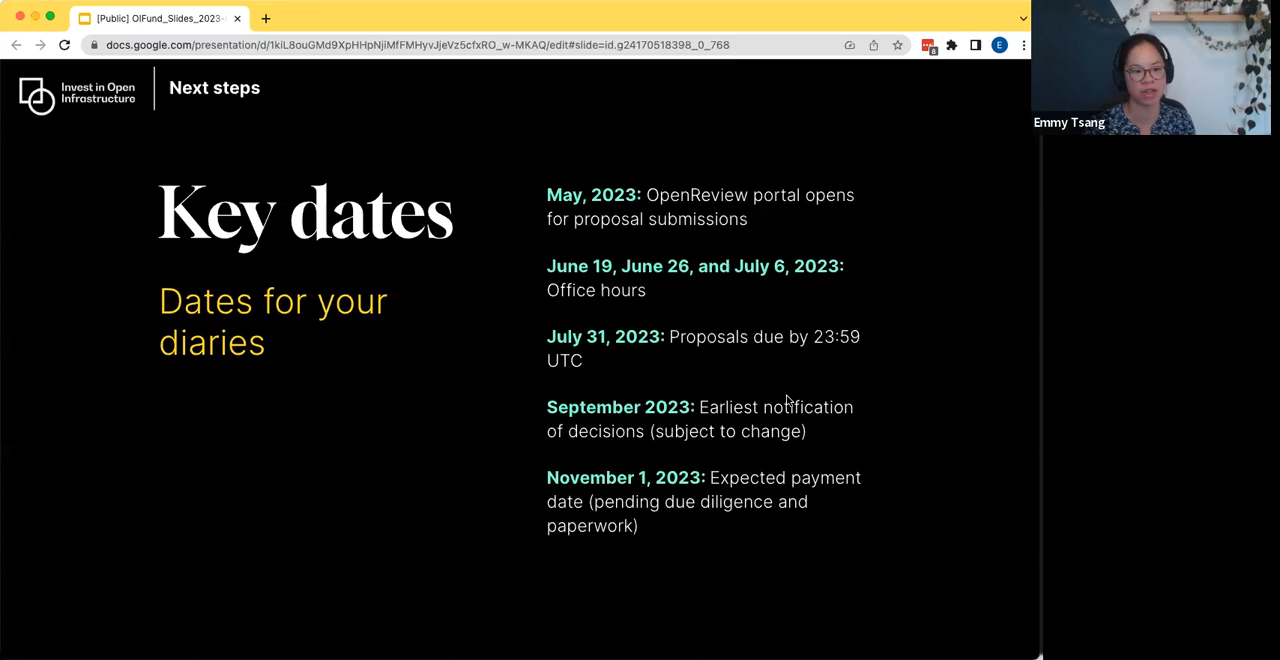 [Public] OIFund_Slides_2023-
docs.google.com/presentation/d/1kiL8ouGMd9XpHHpNjiMfFMHyvJjeVz5cfxRO_w-MKAQ/edit#slide=id.g24170518398_0_768
8
E
Invest in Open
Infrastructure
Next steps
Emmy Tsang
Key dates
Dates for your
diaries
May, 2023: OpenReview portal opens
for proposal submissions
June 19, June 26, and July 6, 2023:
Office hours
July 31, 2023: Proposals due by 23:59
UTC
September 2023: Earliest notification
of decisions (subject to change)
November 1, 2023: Expected payment
date (pending due diligence and
paperwork)